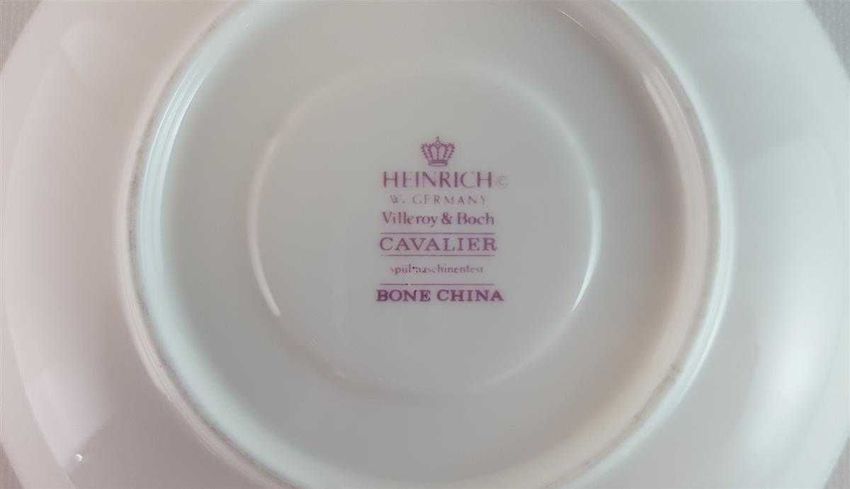 HEINRICH©
W. GERMANY
Villeroy & Boch
CAVALIER
spülmaschinenfest
BONE CHINA